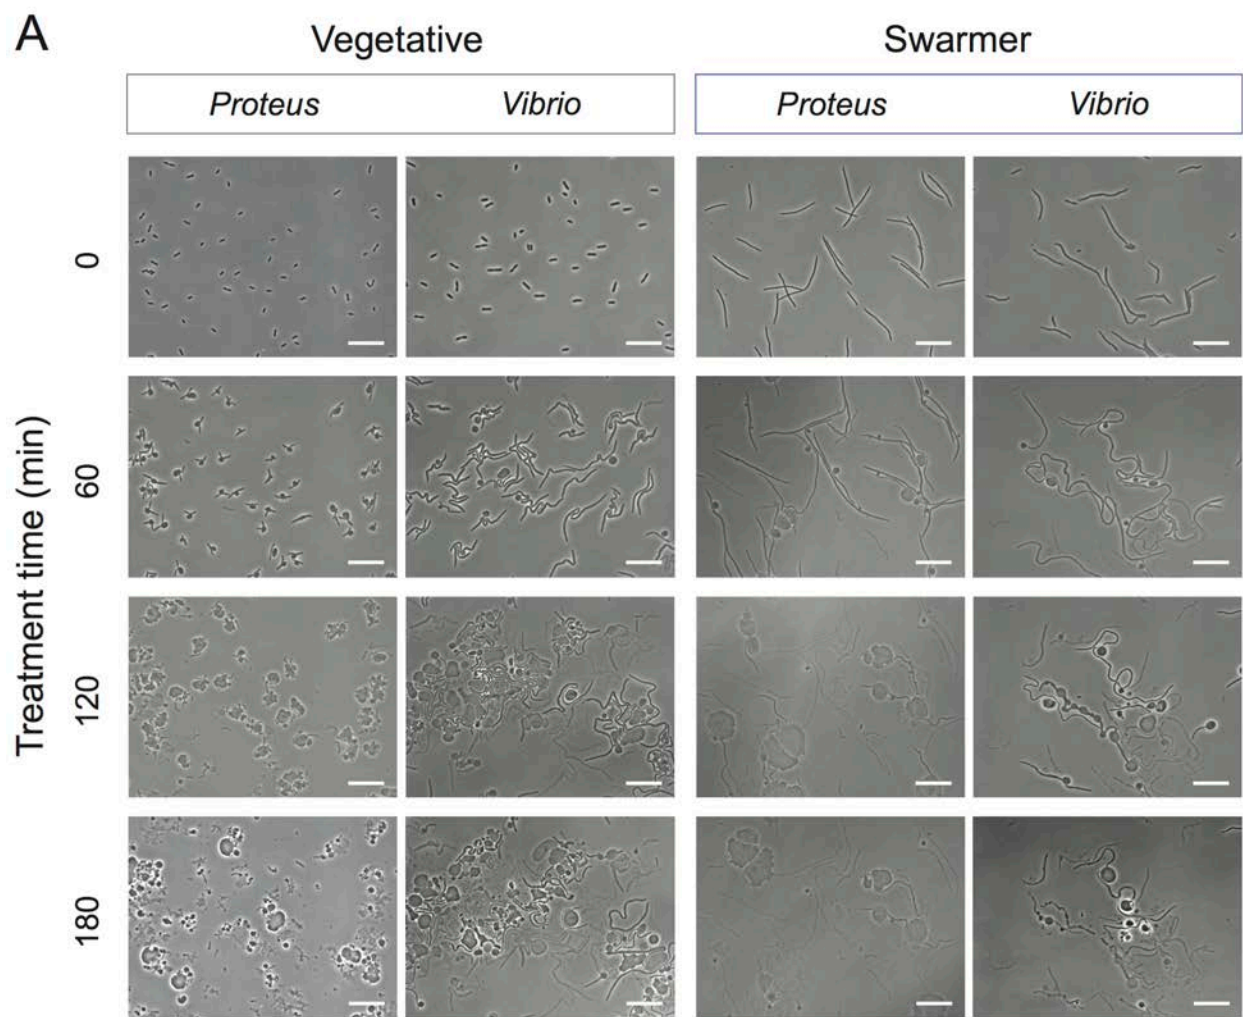 A
Vegetative Swarmer
Proteus Vibrio Proteus Vibrio
Treatment time (min)
0
60
120
180